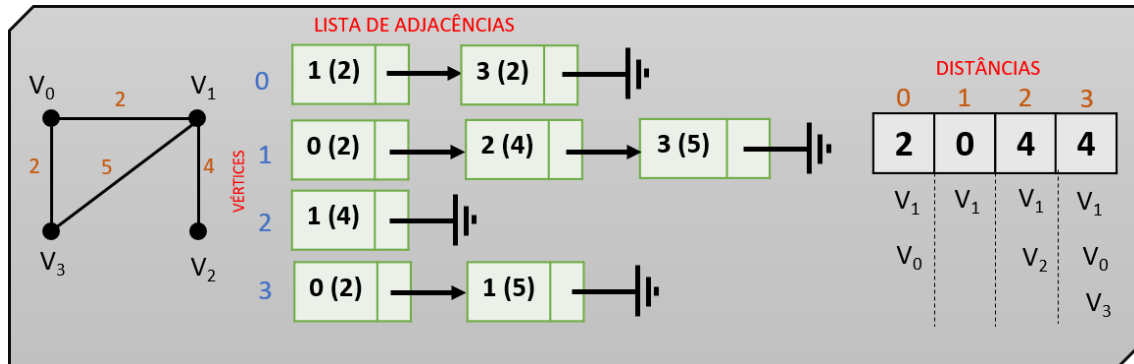 LISTA DE ADJACÊNCIAS
V0
V1
V3
V2
2
2
5
4
VÉRTICES
0
1 (2)
3 (2)
1
0 (2)
2 (4)
3 (5)
2
1 (4)
3
0 (2)
1 (5)
DISTÂNCIAS
0 1 2 3
2 0 4 4
V1 V1 V1 V1
V0 V2 V0
V3